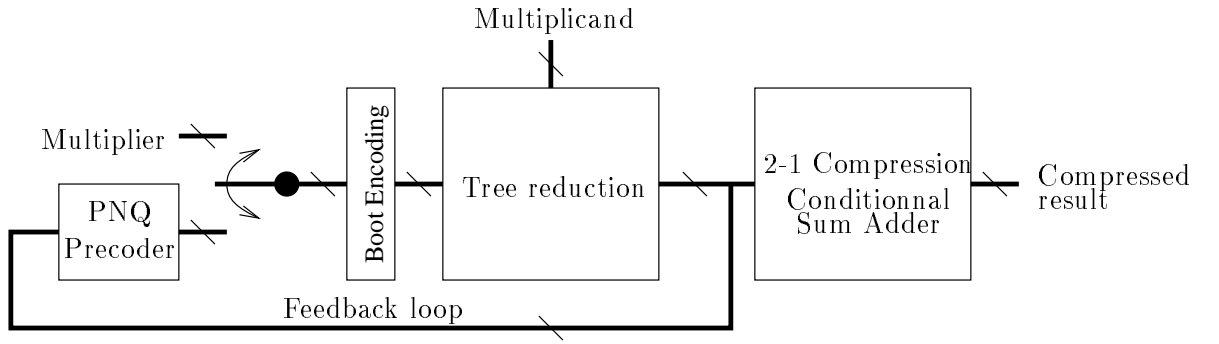 Multiplicand
Multiplier
PNQ
Precoder
Boot Encoding
Tree reduction
2-1 Compression
Conditionnal
Sum Adder
Compressed
result
Feedback loop